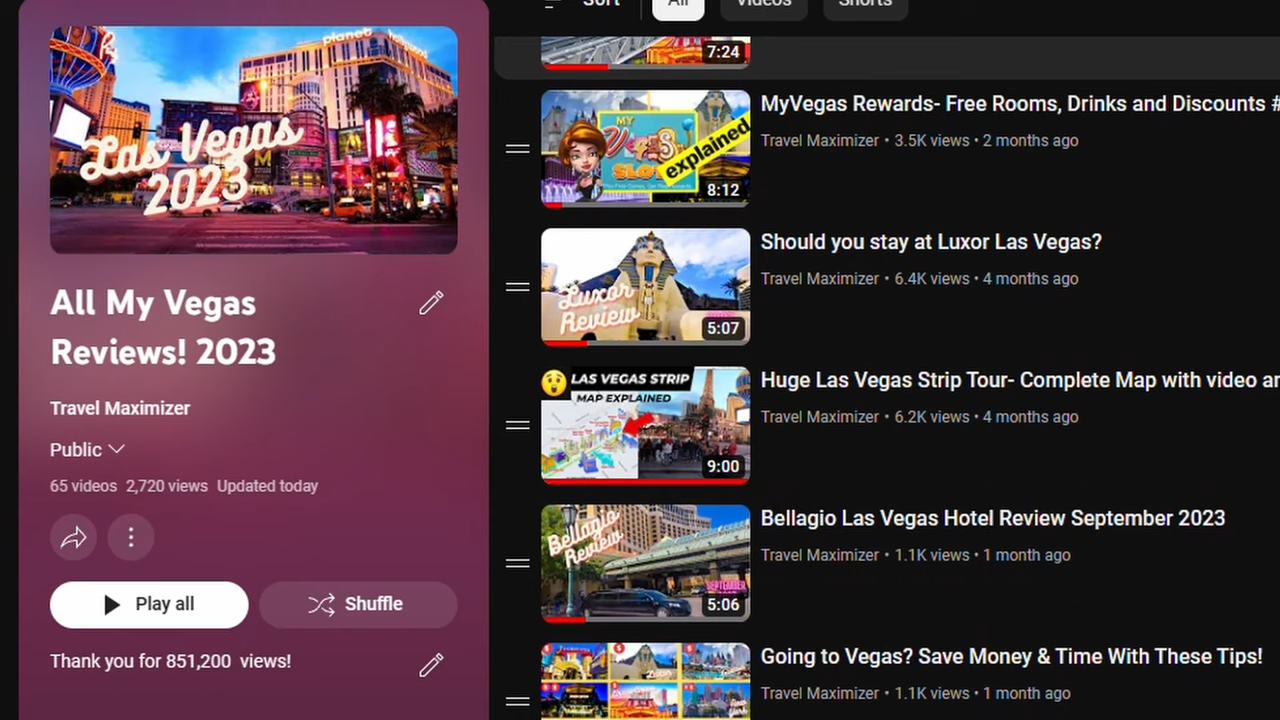 planet hollywood
Las Vegas
2023
All My Vegas
Reviews! 2023
Travel Maximizer
Public
65 videos 2,720 views Updated today
Play all
Shuffle
Thank you for 851,200 views!
Sort
All
Videos
Shorts
7:24
MY
VEGAS
SLOTS
explained
8:12
MyVegas Rewards- Free Rooms, Drinks and Discounts #
Travel Maximizer • 3.5K views • 2 months ago
Luxor
Review
5:07
Should you stay at Luxor Las Vegas?
Travel Maximizer • 6.4K views • 4 months ago
LAS VEGAS STRIP
MAP EXPLAINED
9:00
Huge Las Vegas Strip Tour- Complete Map with video ar
Travel Maximizer • 6.2K views • 4 months ago
Bellagio
Review
SEPTEMBER
5:06
Bellagio Las Vegas Hotel Review September 2023
Travel Maximizer • 1.1K views • 1 month ago
Going to Vegas? Save Money & Time With These Tips!
Travel Maximizer • 1.1K views • 1 month ago